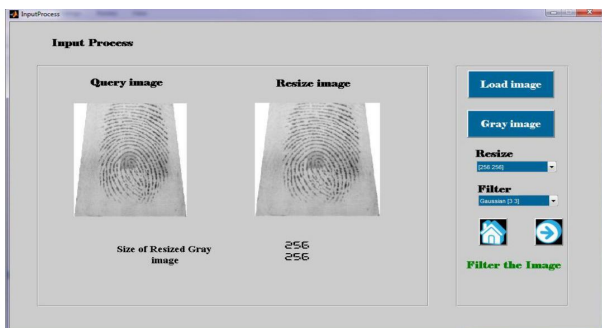 InputProcess
Input Process
Query image
Resize image
Size of Resized Gray
image
256
256
Load image
Gray image
Resize
[256 256]
Filter
Gaussian [3 3]
Filter the Image